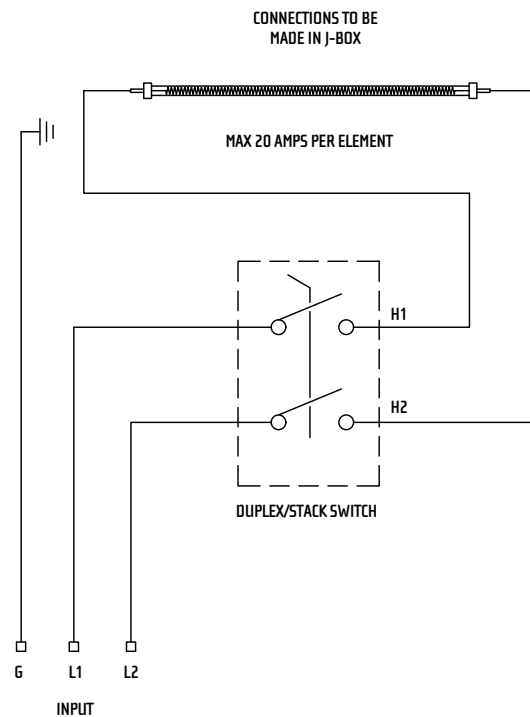 CONNECTIONS TO BE
MADE IN J-BOX
MAX 20 AMPS PER ELEMENT
H1
H2
DUPLEX/STACK SWITCH
G L1 L2
INPUT